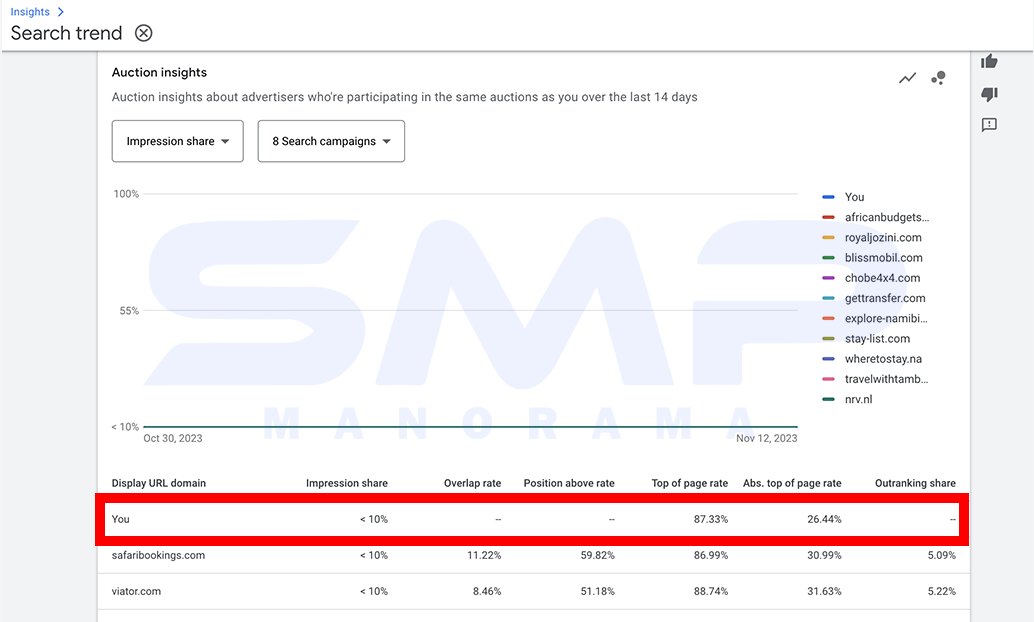 Insights
Search trend
Auction insights
Auction insights about advertisers who're participating in the same auctions as you over the last 14 days
Impression share
8 Search campaigns
100%
55%
< 10%
Oct 30, 2023
Nov 12, 2023
SMP
MANORAMA
You
africanbudgets...
royaljozini.com
blissmobil.com
chobe4x4.com
gettransfer.com
explore-namibi...
stay-list.com
wheretostay.na
travelwithtamb...
nrv.nl
Display URL domain Impression share Overlap rate Position above rate Top of page rate Abs. top of page rate Outranking share
You < 10% -- -- 87.33% 26.44% --
safaribookings.com < 10% 11.22% 59.82% 86.99% 30.99% 5.09%
viator.com < 10% 8.46% 51.18% 88.74% 31.63% 5.22%